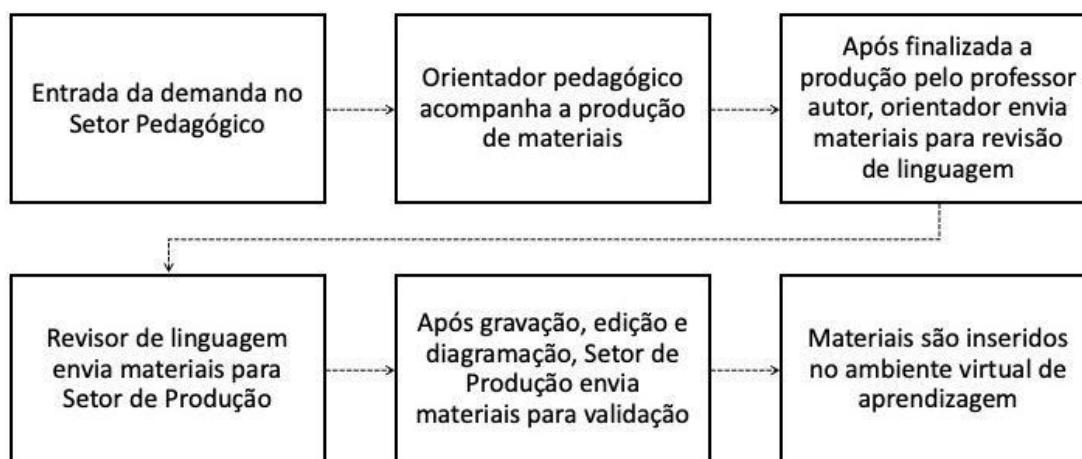 Entrada da demanda no
Setor Pedagógico
Orientador pedagógico
acompanha a produção
de materiais
Após finalizada a
produção pelo professor
autor, orientador envia
materiais para revisão
de linguagem
Revisor de linguagem
envia materiais para
Setor de Produção
Após gravação, edição e
diagramação, Setor de
Produção envia
materiais para validação
Materiais são inseridos
no ambiente virtual de
aprendizagem